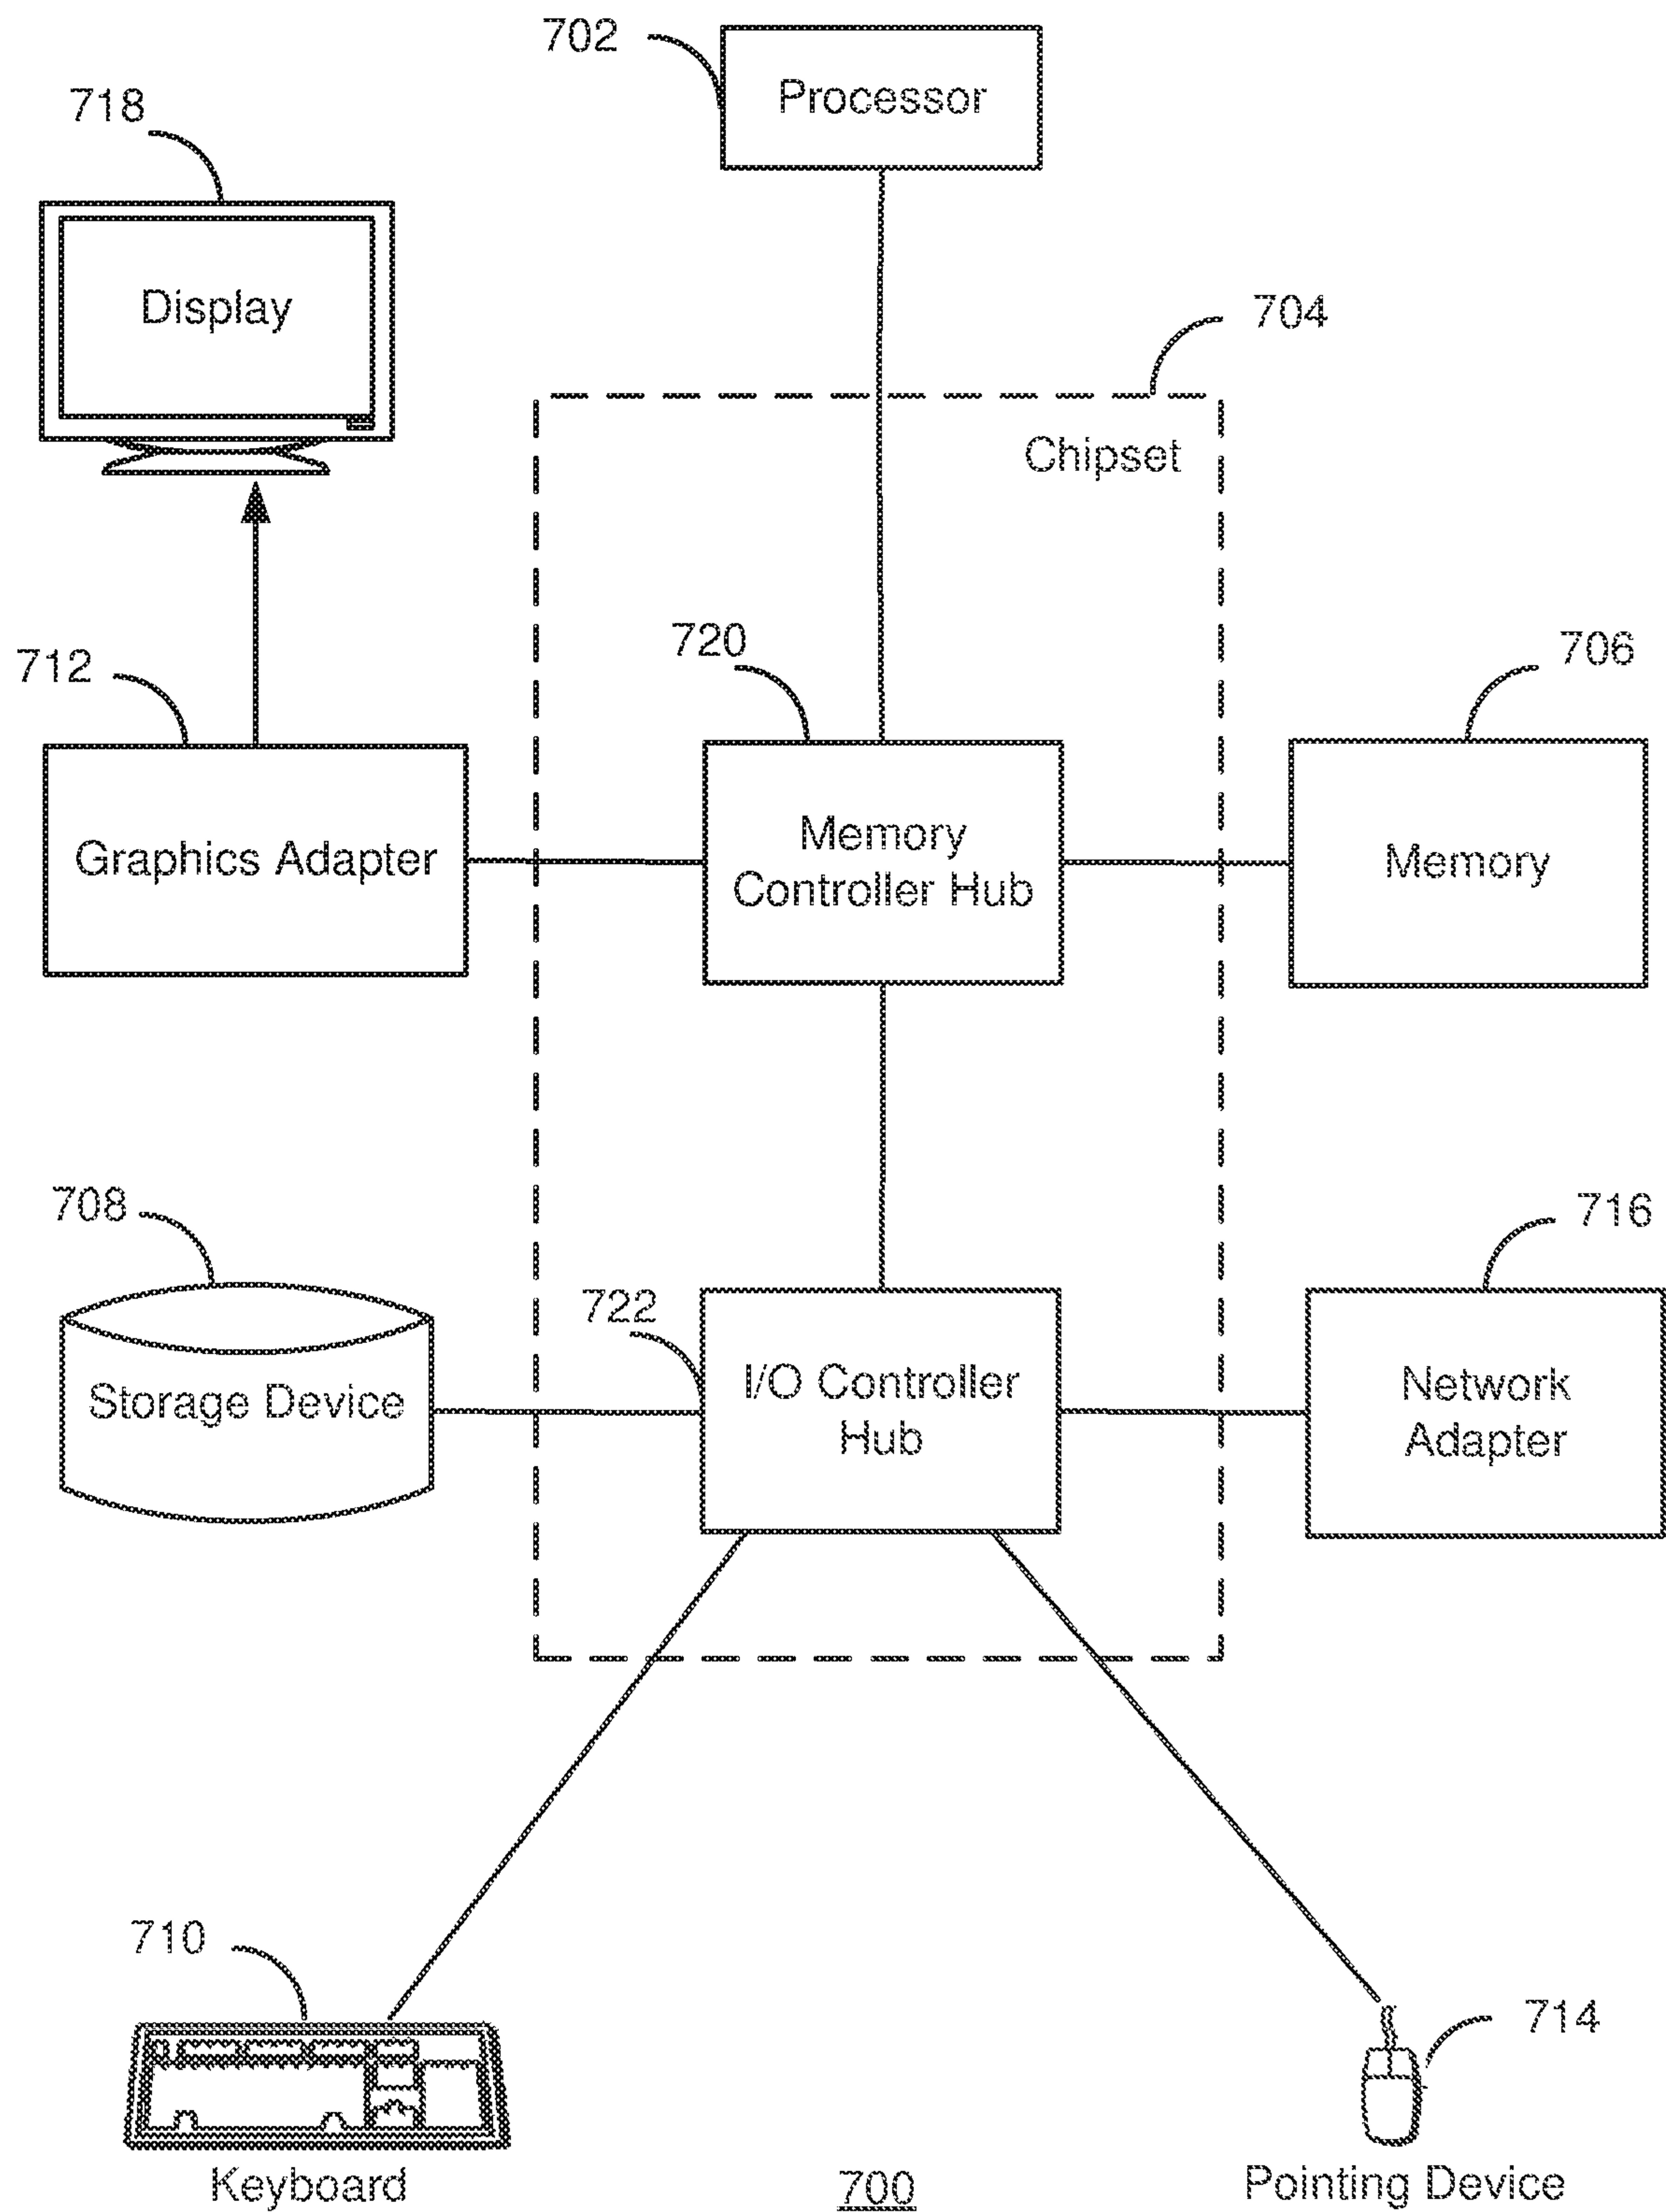 702
Processor
718
Display
704
Chipset
720
706
712
Memory
Controller Hub
Graphics Adapter
Memory
708
716
722
I/O Controller
Hub
Storage Device
Network
Adapter
710
714
Keyboard
700
Pointing Device